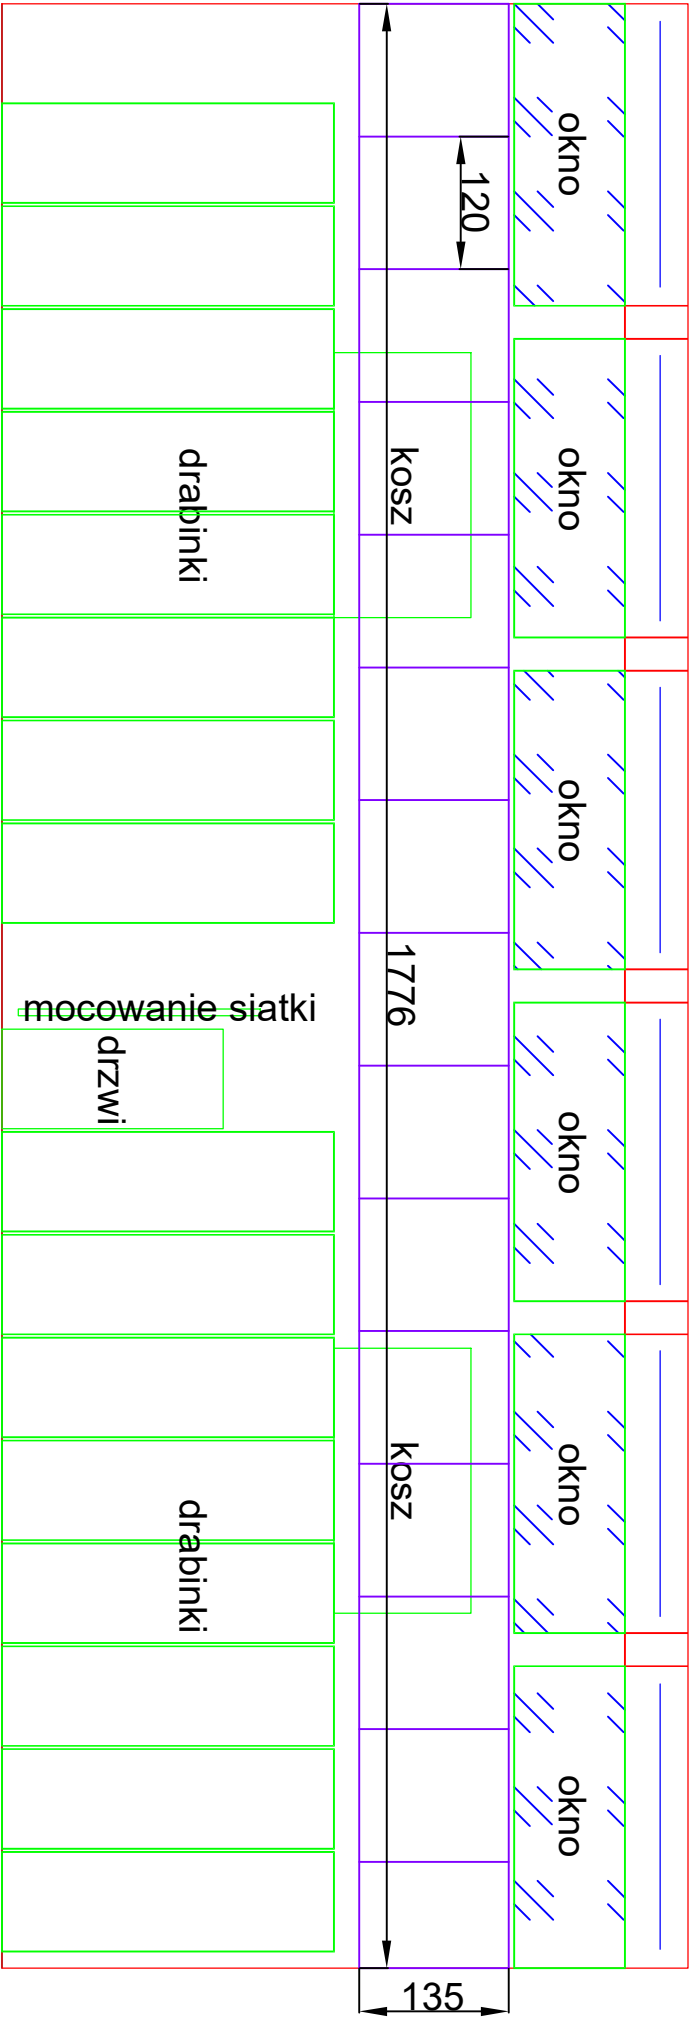 okno
120
okno
kosz
drabinki
okno
1776
mocowanie siatki
drzwi
okno
kosz
okno
drabinki
okno
135